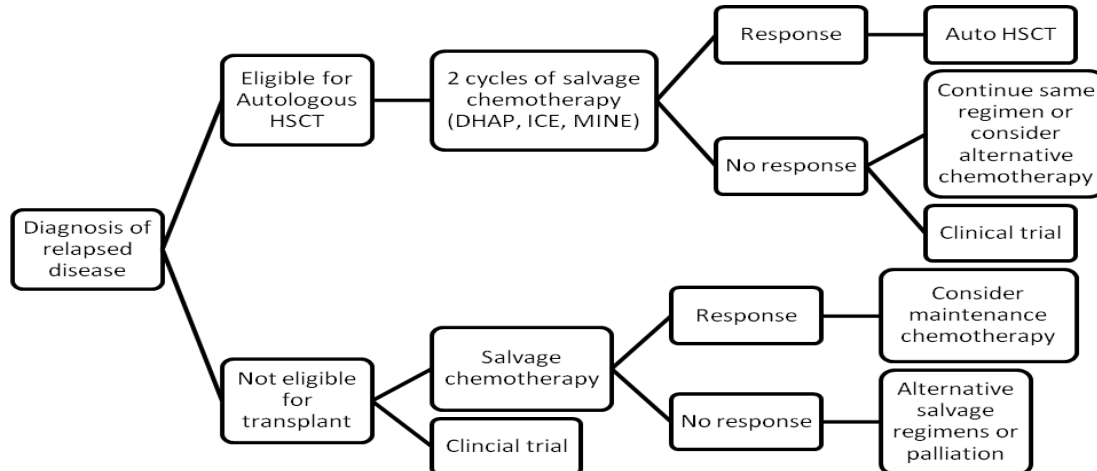 Diagnosis of
relapsed
disease
Eligible for
Autologous
HSCT
2 cycles of salvage
chemotherapy
(DHAP, ICE, MINE)
Response
Auto HSCT
No response
Continue same
regimen or
consider
alternative
chemotherapy
Clinical trial
Not eligible
for
transplant
Salvage
chemotherapy
Response
Consider
maintenance
chemotherapy
No response
Alternative
salvage
regimens or
palliation
Clincial trial